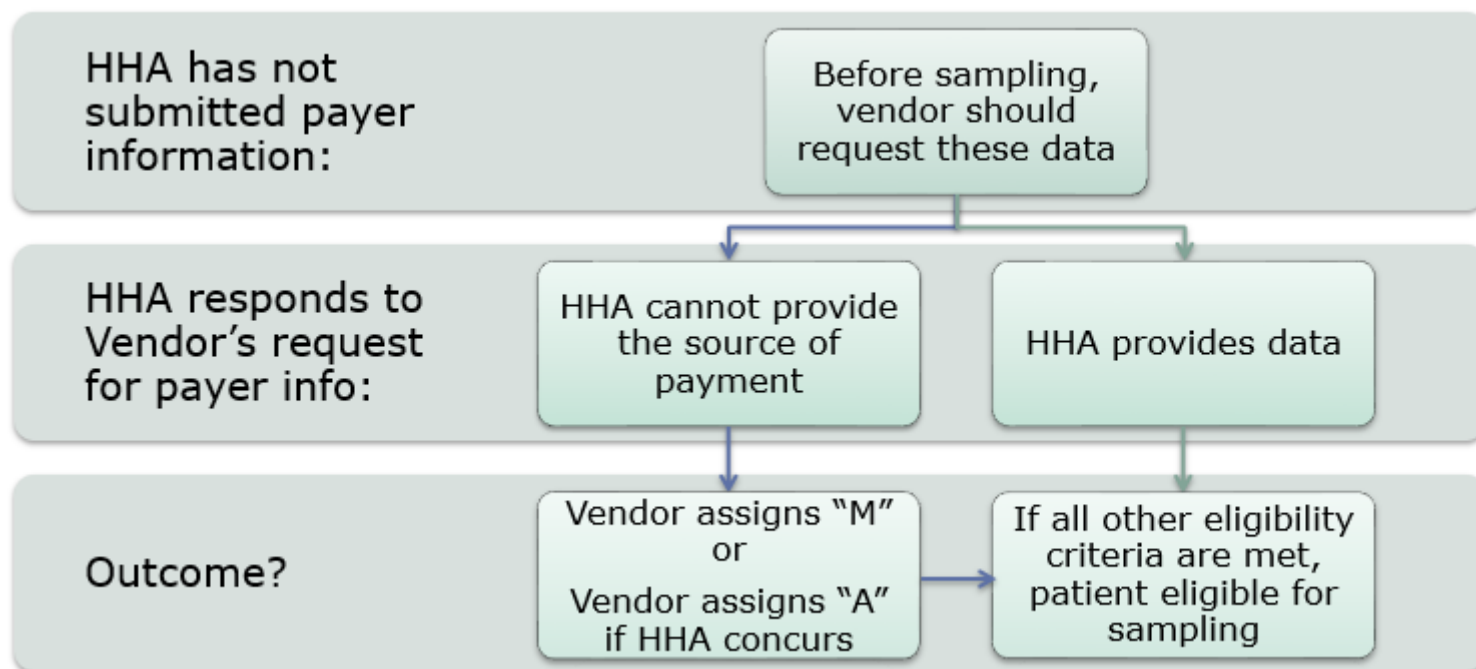 HHA has not
submitted payer
information:
Before sampling,
vendor should
request these data
HHA responds to
Vendor’s request
for payer info:
HHA cannot provide
the source of
payment
HHA provides data
Outcome?
Vendor assigns “M”
or
Vendor assigns “A”
if HHA concurs
If all other eligibility
criteria are met,
patient eligible for
sampling